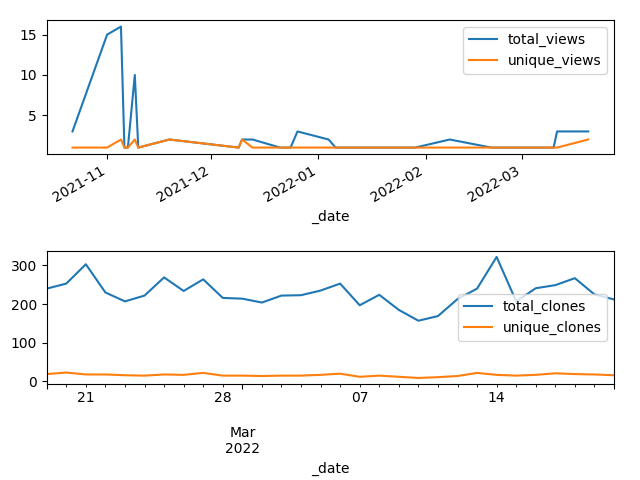 15
10
5
total_views
unique_views
2021-11
2021-12
2022-01
2022-02
2022-03
_date
300
200
100
0
total_clones
unique_clones
21
28
07
14
Mar
2022
_date